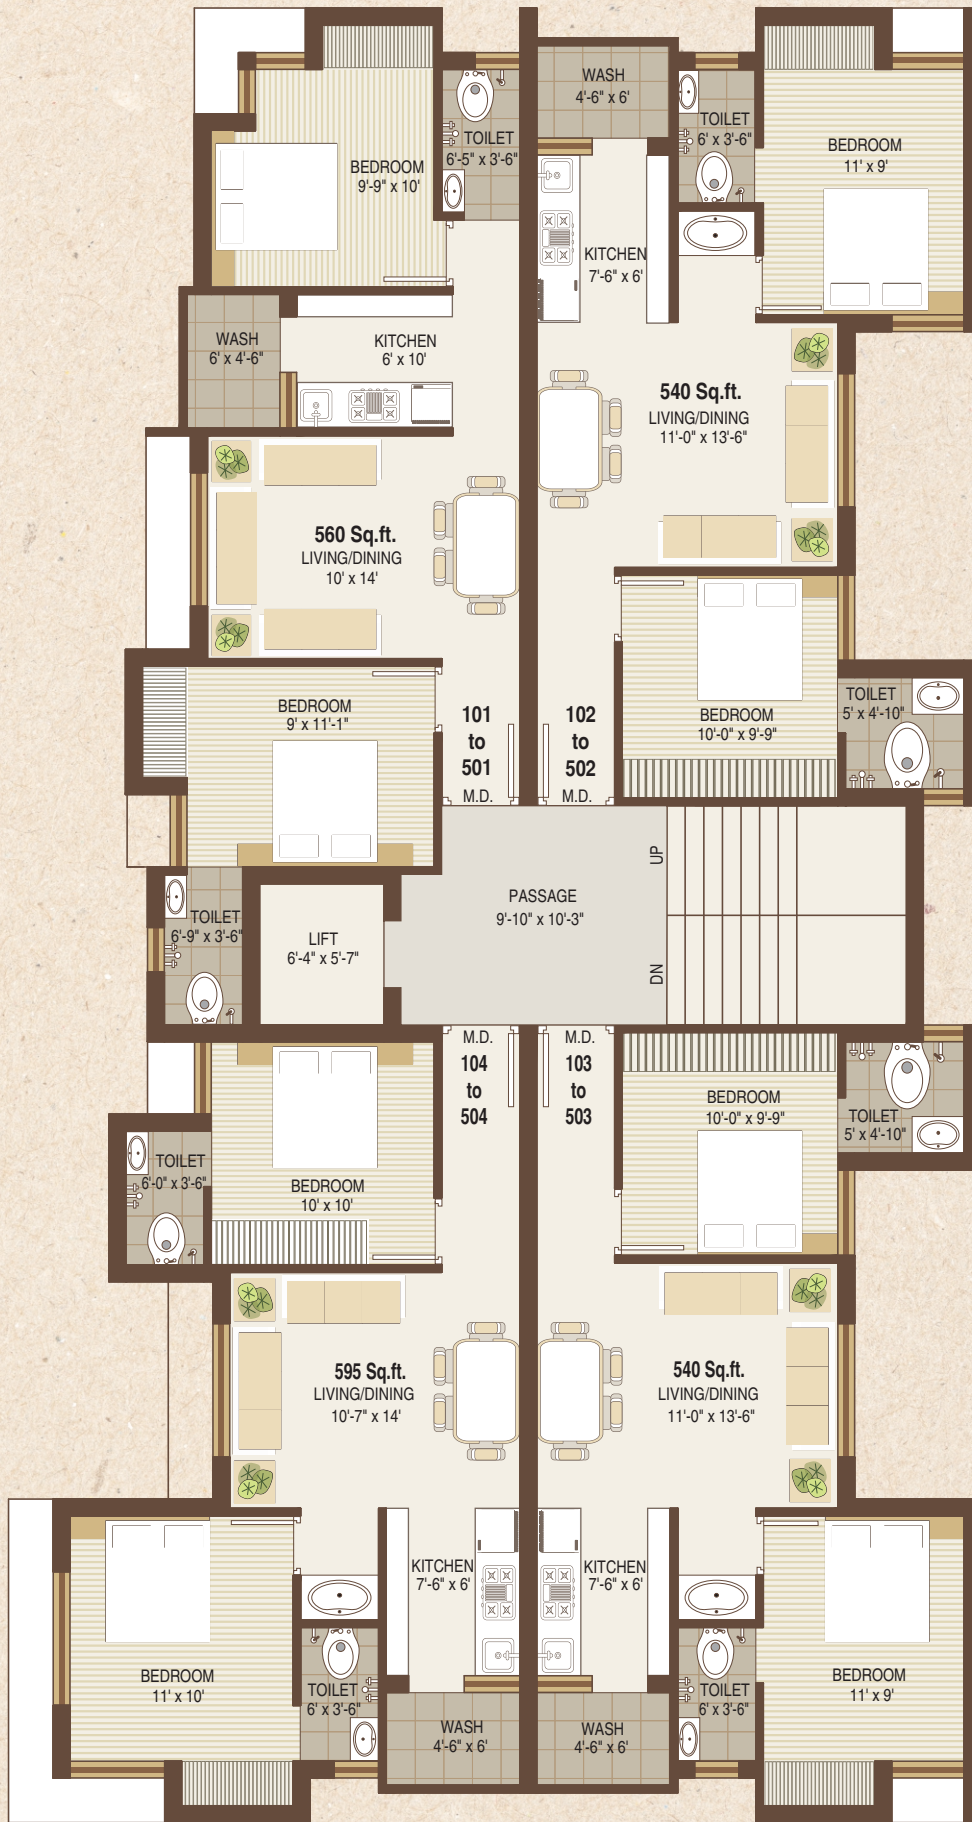 WASH
4'-6" x 6'
TOILET
6'-5" x 3'-6"
TOILET
6' x 3'-6"
BEDROOM
9'-9" x 10'
BEDROOM
11' x 9'
KITCHEN
7'-6" x 6'
WASH
6' x 4'-6"
KITCHEN
6' x 10'
540 Sq.ft.
LIVING/DINING
11'-0" x 13'-6"
560 Sq.ft.
LIVING/DINING
10' x 14'
BEDROOM
9' x 11'-1"
101
to
501
M.D.
102
to
502
M.D.
BEDROOM
10'-0" x 9'-9"
TOILET
5' x 4'-10"
UP
PASSAGE
9'-10" x 10'-3"
DN
TOILET
6'-9" x 3'-6"
LIFT
6'-4" x 5'-7"
M.D.
104
to
504
M.D.
103
to
503
BEDROOM
10'-0" x 9'-9"
TOILET
5' x 4'-10"
TOILET
6'-0" x 3'-6"
BEDROOM
10' x 10'
595 Sq.ft.
LIVING/DINING
10'-7" x 14'
540 Sq.ft.
LIVING/DINING
11'-0" x 13'-6"
KITCHEN
7'-6" x 6'
KITCHEN
7'-6" x 6'
BEDROOM
11' x 10'
TOILET
6' x 3'-6"
TOILET
6' x 3'-6"
BEDROOM
11' x 9'
WASH
4'-6" x 6'
WASH
4'-6" x 6'